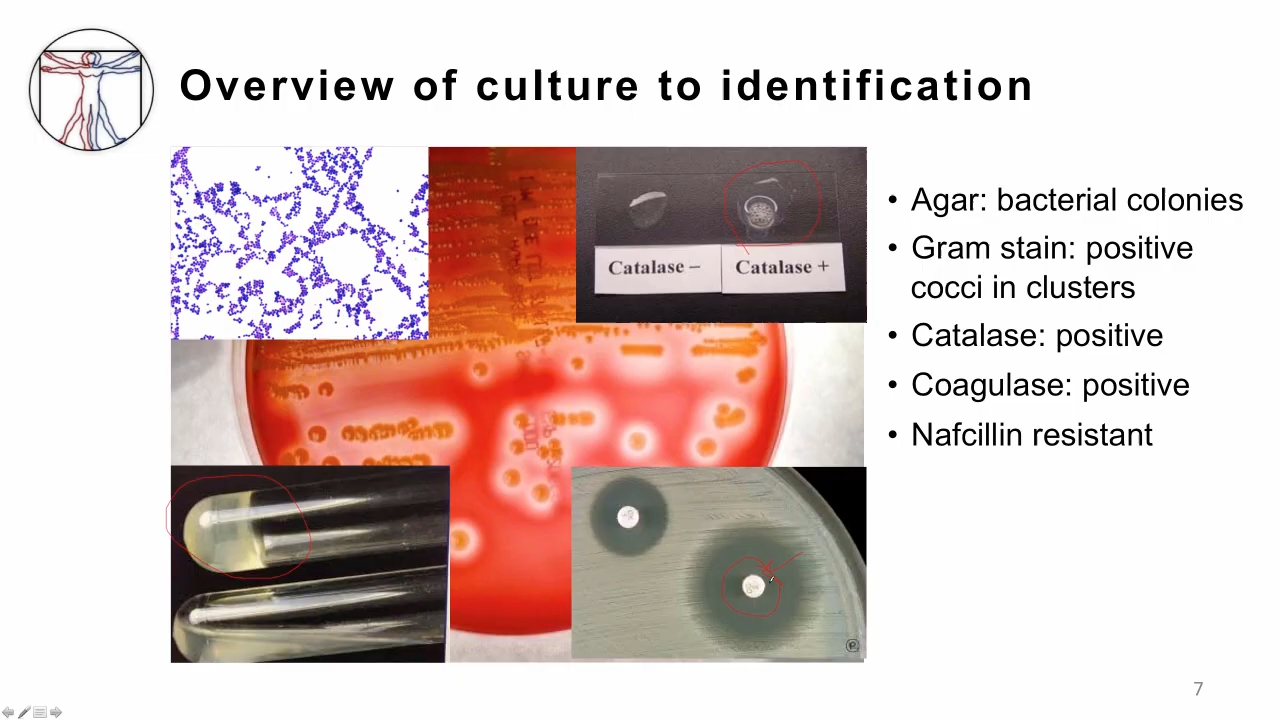 Overview of culture to identification
Catalase –
Catalase +
• Agar: bacterial colonies
• Gram stain: positive
cocci in clusters
• Catalase: positive
• Coagulase: positive
• Nafcillin resistant
7